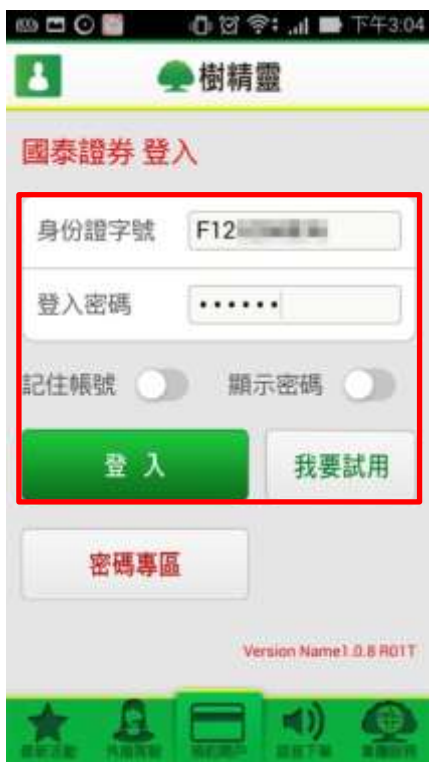 下午3:04
樹精靈
國泰證券 登入
身份證字號 F12
登入密碼 ••••••
記住帳號 顯示密碼
登 入 我要試用
密碼專區
Version Name1.0.8 R01T